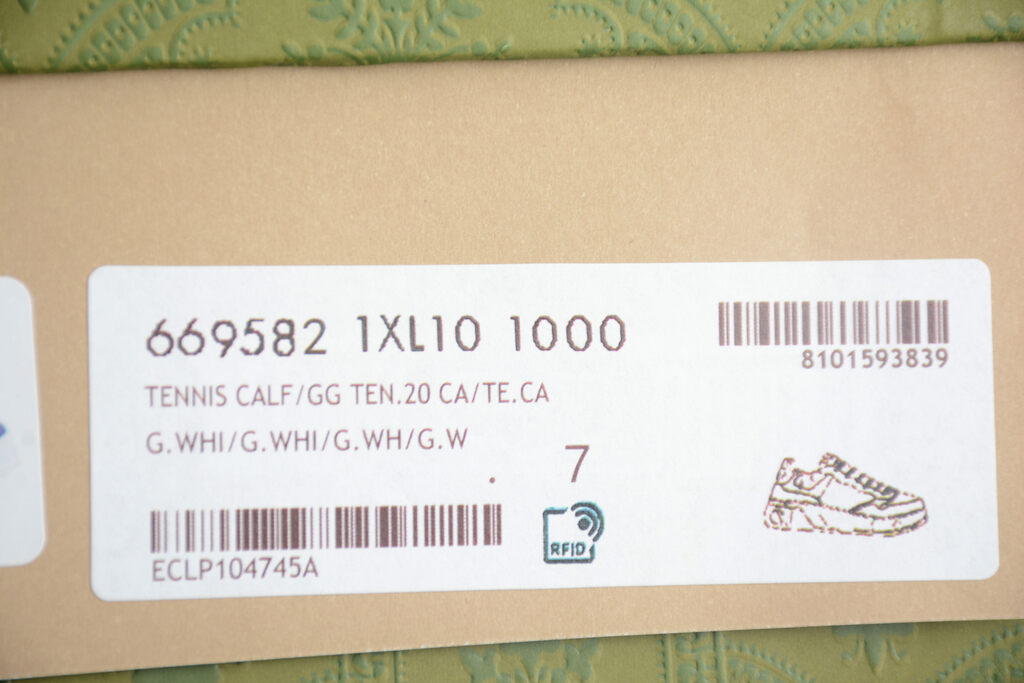 669582 1XL10 1000
8101593839
TENNIS CALF/GG TEN.20 CA/TE.CA
G.WHI/G.WHI/G.WH/G.W
. 7
RFID
ECLP104745A